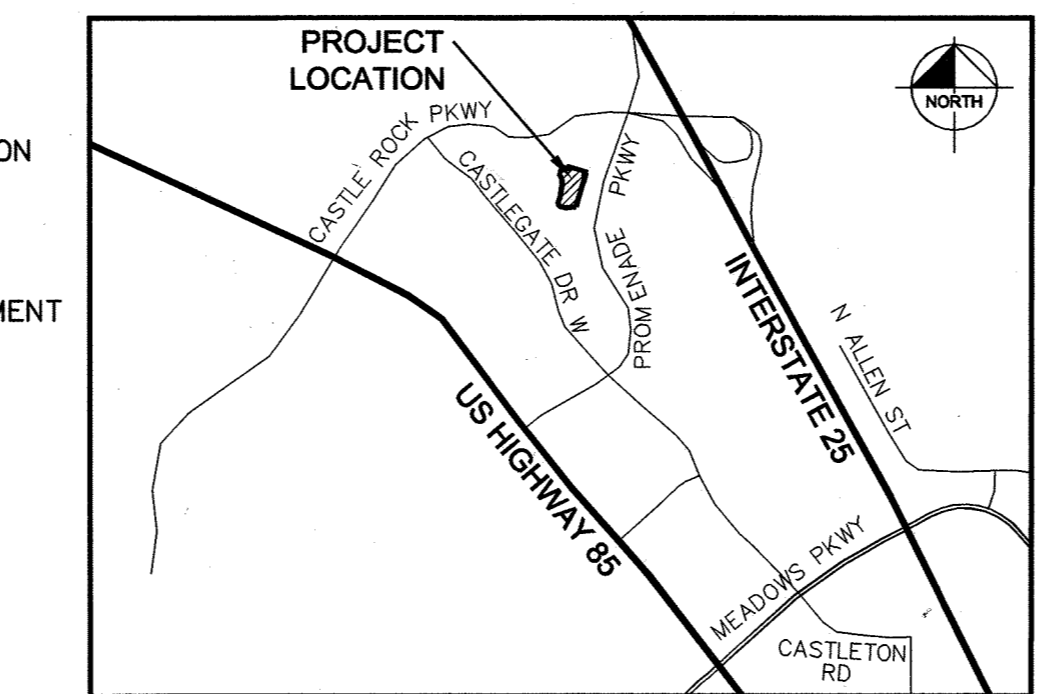 PROJECT
LOCATION
NORTH
ON
MENT
CASTLE ROCK PKWY
CASTLEGATE DR W
PROMENADE PKWY
INTERSTATE 25
N ALLEN ST
US HIGHWAY 85
MEADOWS PKWY
CASTLETON
RD